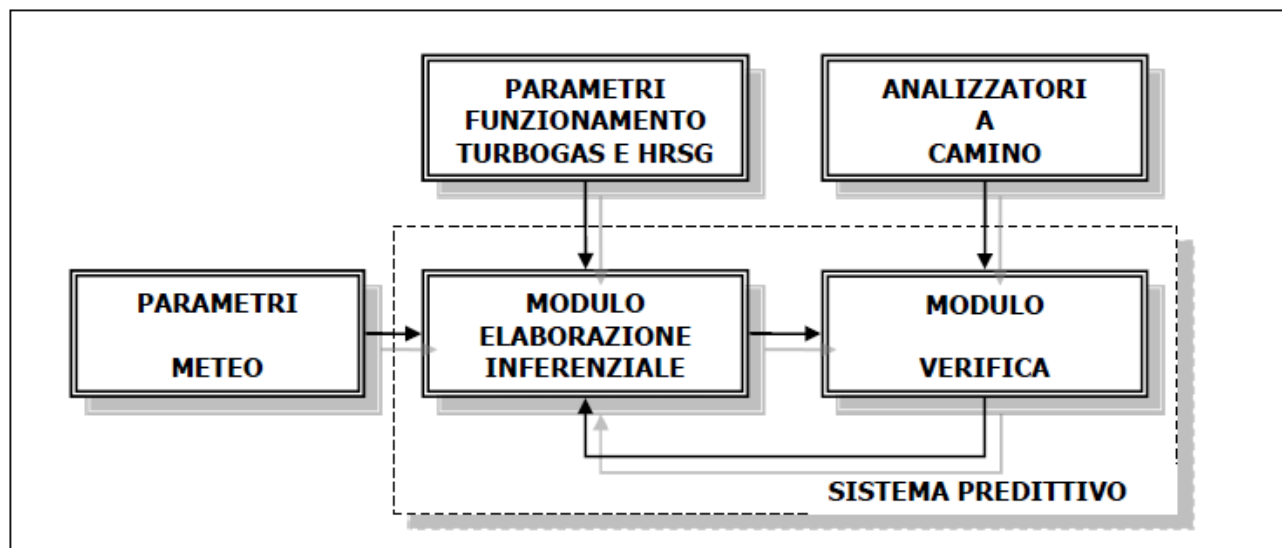 PARAMETRI
FUNZIONAMENTO
TURBOGAS E HRSG
ANALIZZATORI
A
CAMINO
PARAMETRI
METEO
MODULO
ELABORAZIONE
INFERENZIALE
MODULO
VERIFICA
SISTEMA PREDITTIVO